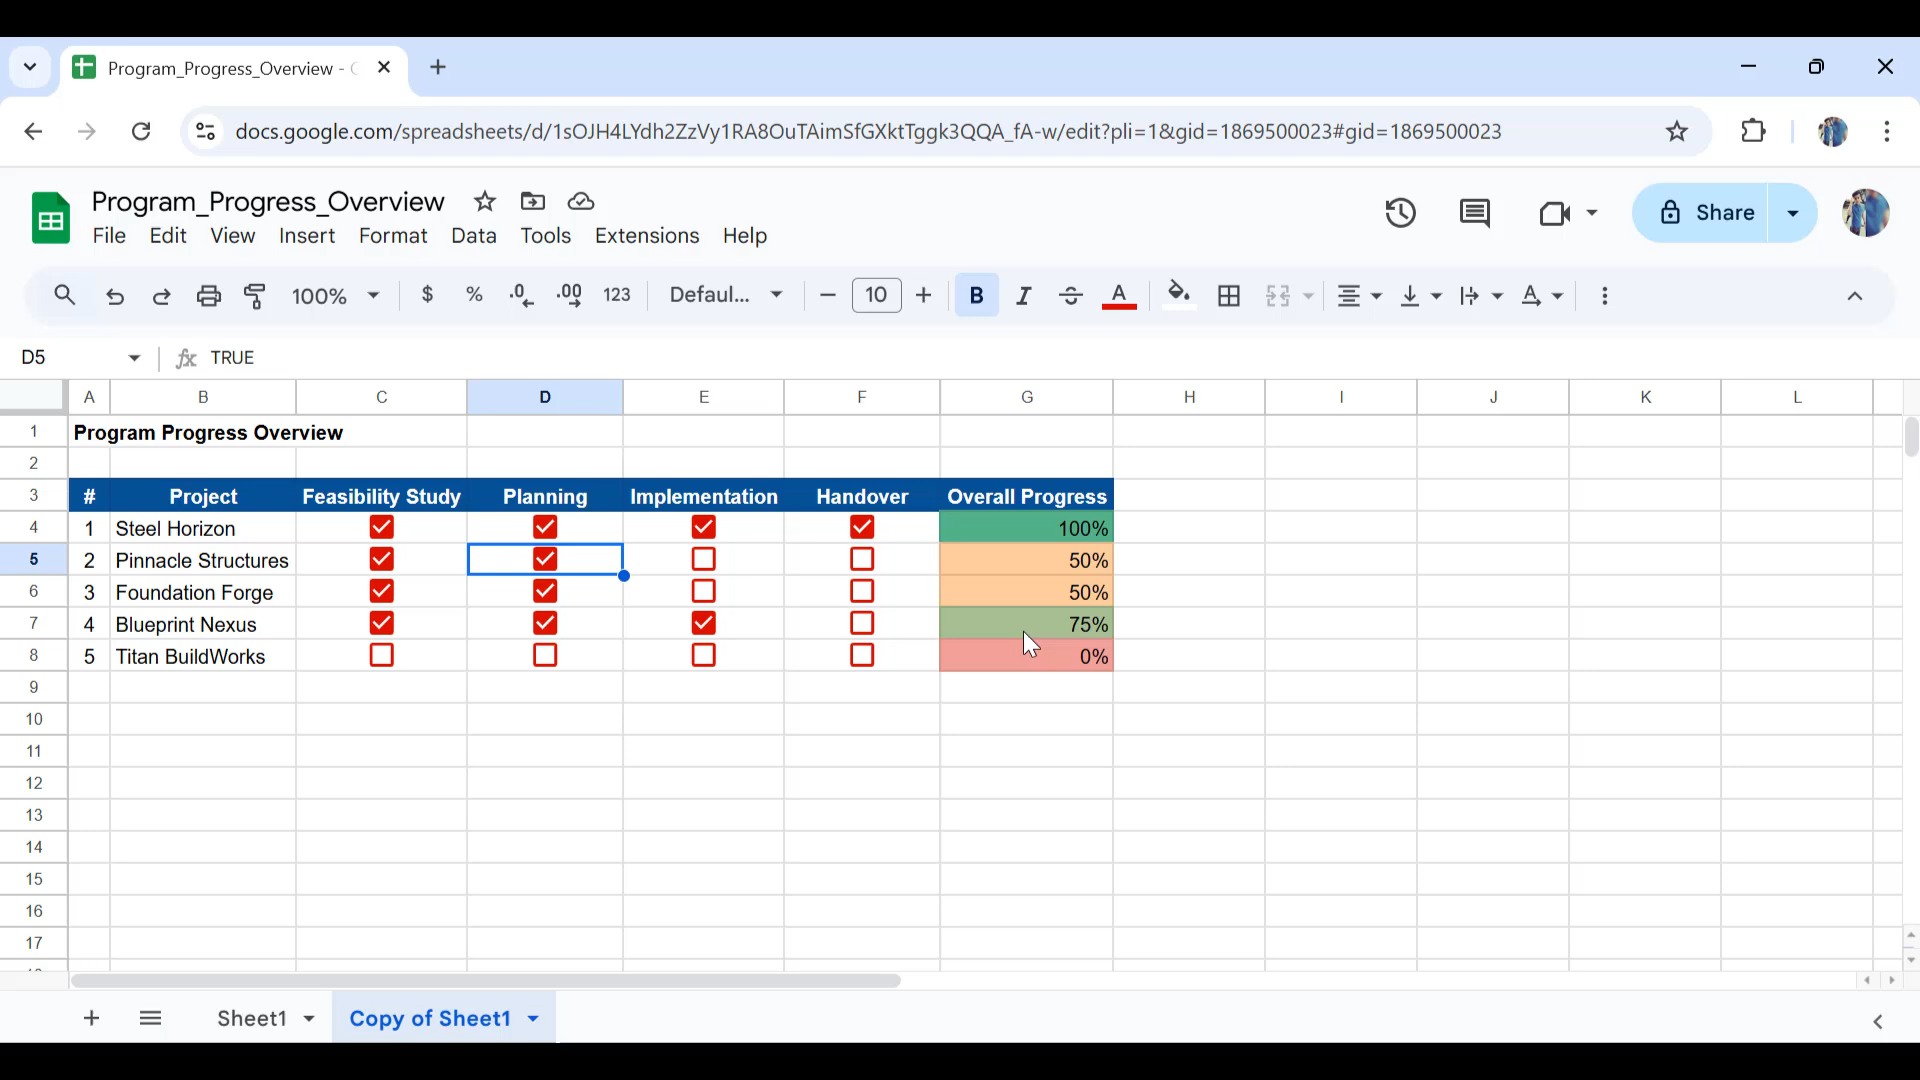 Program_Progress_Overview - G
docs.google.com/spreadsheets/d/1sOJH4LYdh2ZzVy1RA8OuTAimSfGXktTggk3QQA_fA-w/edit?pli=1&gid=1869500023#gid=1869500023
Program_Progress_Overview
File Edit View Insert Format Data Tools Extensions Help
Share
100% $ % .0 .00 123 Defaul... 10 B I S A A
D5 fx TRUE
A B C D E F G H I J K L
1 Program Progress Overview
2
3 # Project Feasibility Study Planning Implementation Handover Overall Progress
4 1 Steel Horizon 100%
5 2 Pinnacle Structures 50%
6 3 Foundation Forge 50%
7 4 Blueprint Nexus 75%
8 5 Titan BuildWorks 0%
9
10
11
12
13
14
15
16
17
Sheet1 Copy of Sheet1